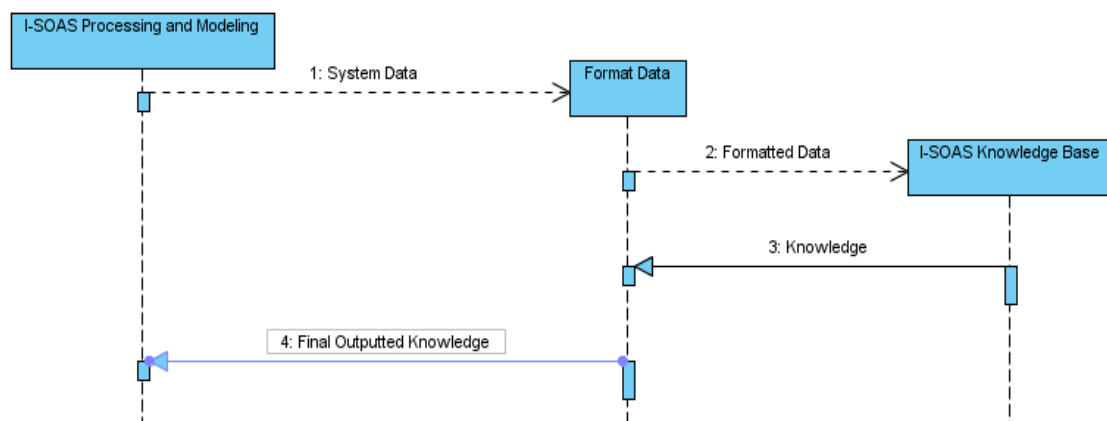 I-SOAS Processing and Modeling
1: System Data
Format Data
2: Formatted Data
I-SOAS Knowledge Base
3: Knowledge
4: Final Outputted Knowledge